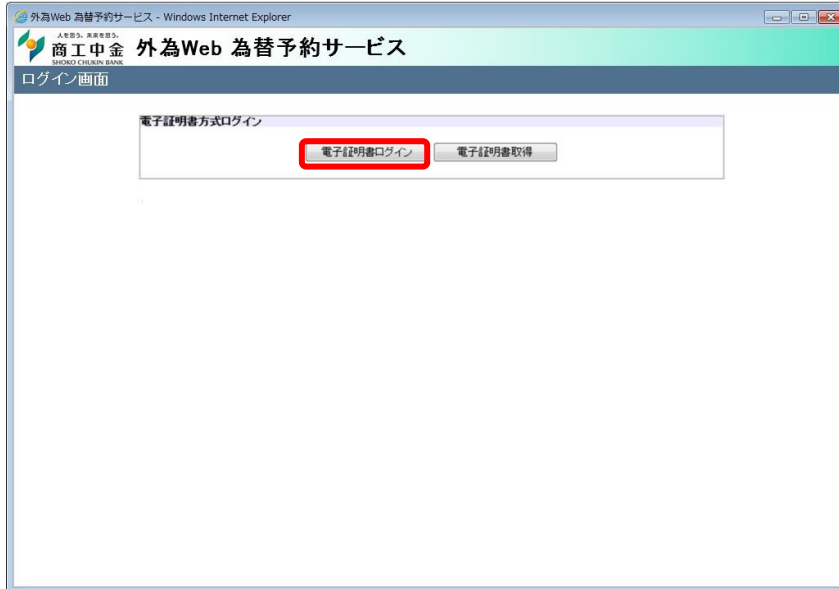 外為Web 為替予約サービス - Windows Internet Explorer
人を思う。未来を思う。
商工中金
SHOKO CHUKIN BANK
外為Web 為替予約サービス
ログイン画面
電子証明書方式ログイン
電子証明書ログイン
電子証明書取得